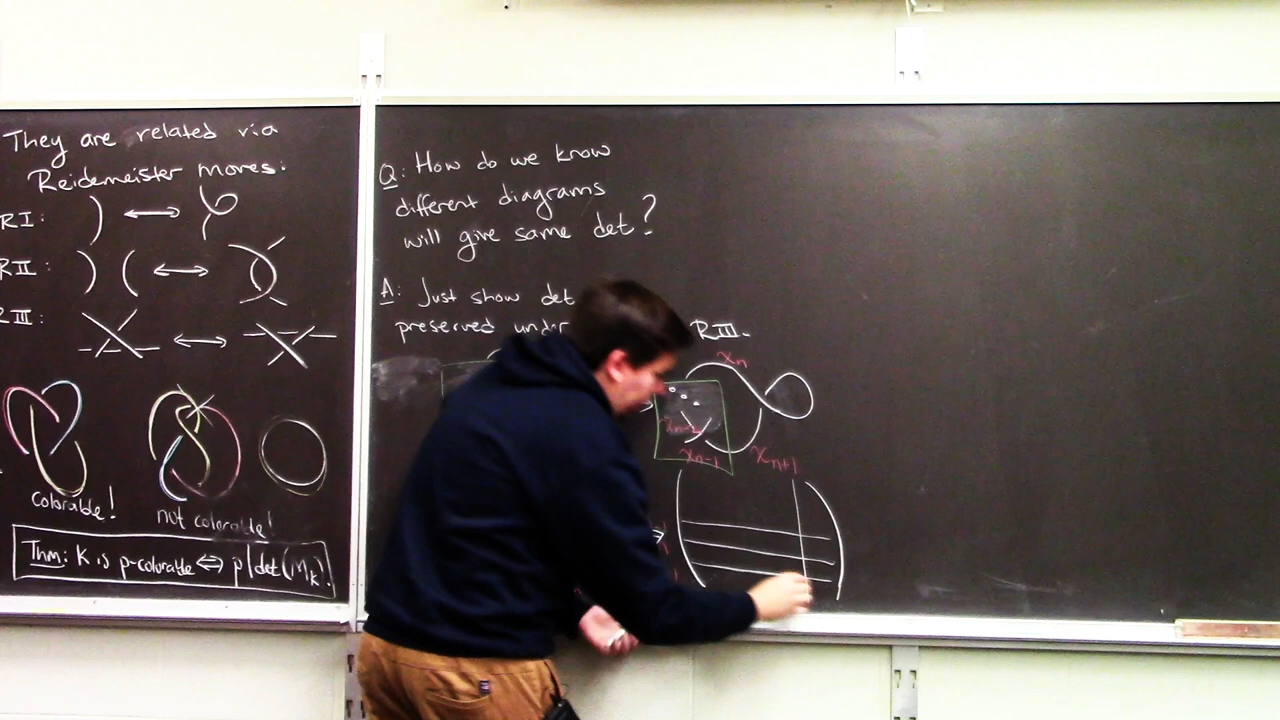 They are related via
Reidemeister moves:
RI:
RII:
RIII:
colorable!
not colorable!
Thm: K is p-colorable ⇔ p | det(M_K).
Q: How do we know
different diagrams
will give same det?
A: Just show det
preserved under RIII.
x_n
x_{n-2}
x_{n-1} x_{n+1}